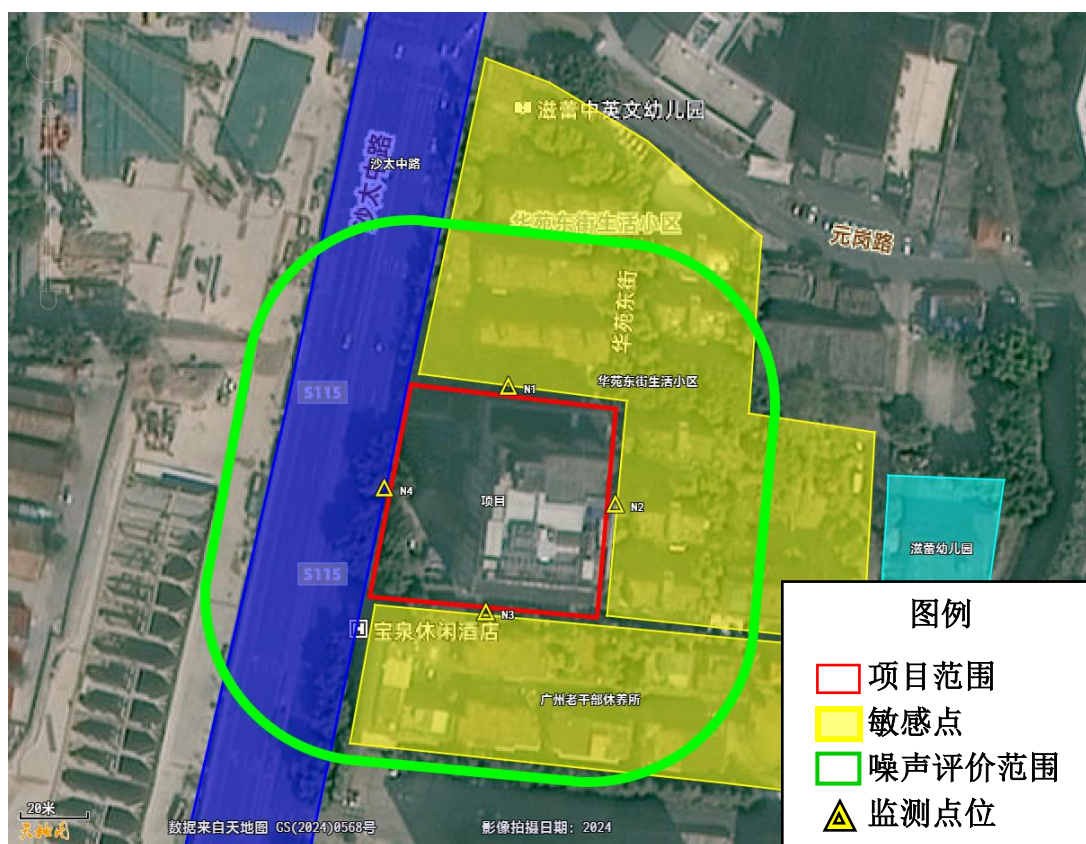 滋蕾中英文幼儿园
沙太中路
沙太中路
华苑东街生活小区
元岗路
华苑东街
华苑东街生活小区
S115
N1
N4
项目
N2
滋蕾幼儿园
S115
N3
宝泉休闲酒店
广州老干部休养所
图例
项目范围
敏感点
噪声评价范围
监测点位
20米
天地图
数据来自天地图 GS(2024)0568号
影像拍摄日期: 2024